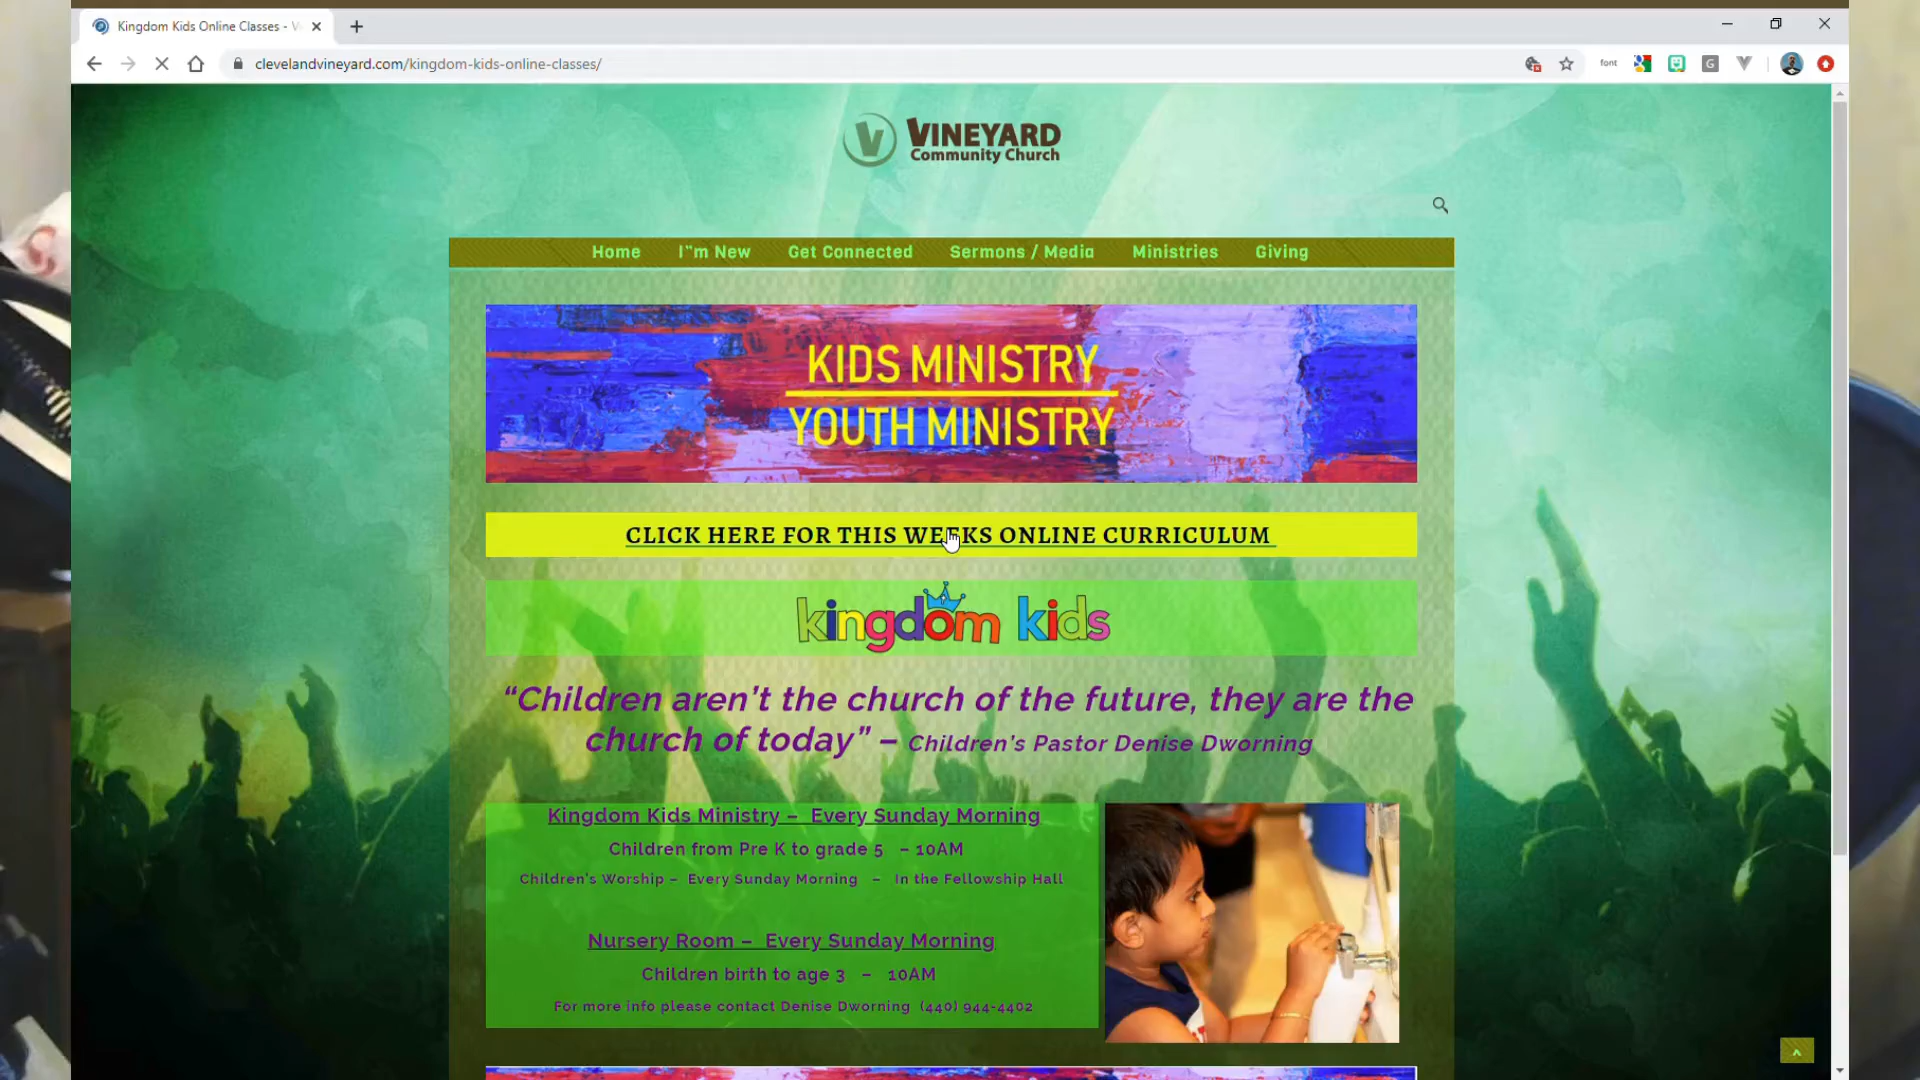 Kingdom Kids Online Classes - V
clevelandvineyard.com/kingdom-kids-online-classes/
font
G
V VINEYARD
Community Church
Home I"m New Get Connected Sermons / Media Ministries Giving
KIDS MINISTRY
YOUTH MINISTRY
CLICK HERE FOR THIS WEEKS ONLINE CURRICULUM
kingdom kids
“Children aren’t the church of the future, they are the
church of today” – Children’s Pastor Denise Dworning
Kingdom Kids Ministry – Every Sunday Morning
Children from Pre K to grade 5 – 10AM
Children's Worship – Every Sunday Morning – In the Fellowship Hall
Nursery Room – Every Sunday Morning
Children birth to age 3 – 10AM
For more info please contact Denise Dworning (440) 944-4402